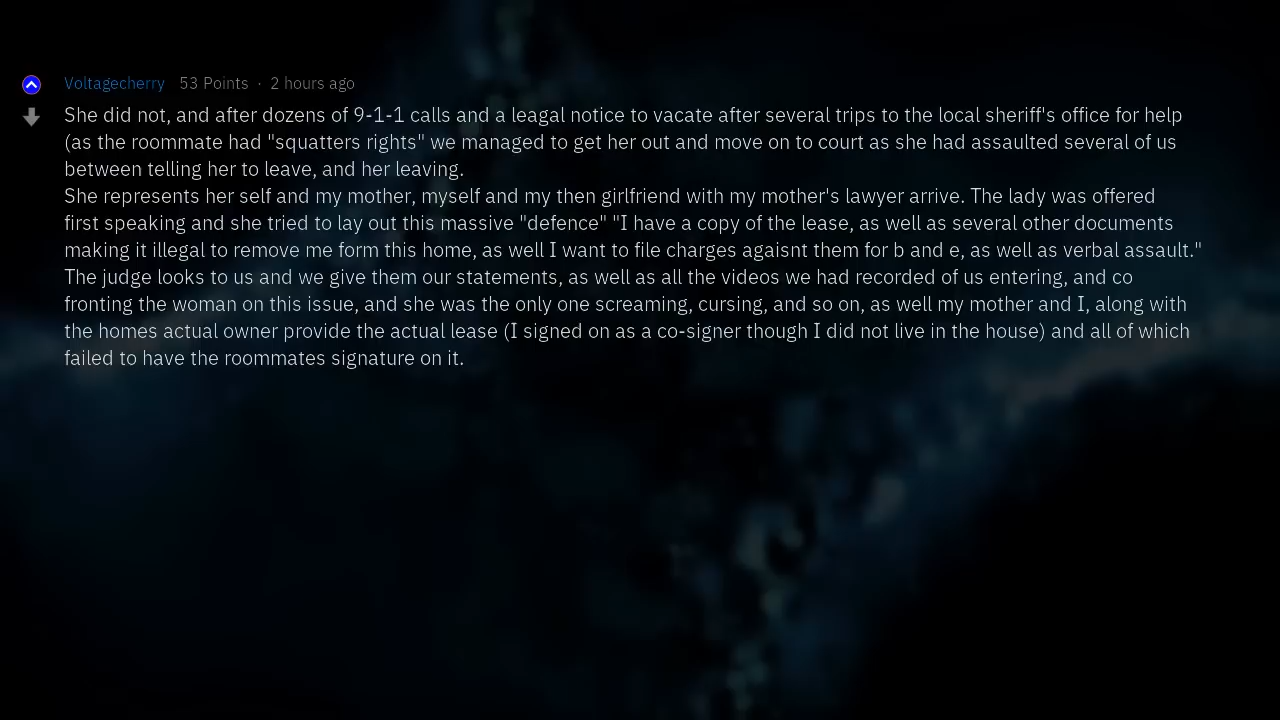 Voltagecherry 53 Points · 2 hours ago
She did not, and after dozens of 9-1-1 calls and a leagal notice to vacate after several trips to the local sheriff's office for help
(as the roommate had "squatters rights" we managed to get her out and move on to court as she had assaulted several of us
between telling her to leave, and her leaving.
She represents her self and my mother, myself and my then girlfriend with my mother's lawyer arrive. The lady was offered
first speaking and she tried to lay out this massive "defence" "I have a copy of the lease, as well as several other documents
making it illegal to remove me form this home, as well I want to file charges agaisnt them for b and e, as well as verbal assault."
The judge looks to us and we give them our statements, as well as all the videos we had recorded of us entering, and co
fronting the woman on this issue, and she was the only one screaming, cursing, and so on, as well my mother and I, along with
the homes actual owner provide the actual lease (I signed on as a co-signer though I did not live in the house) and all of which
failed to have the roommates signature on it.